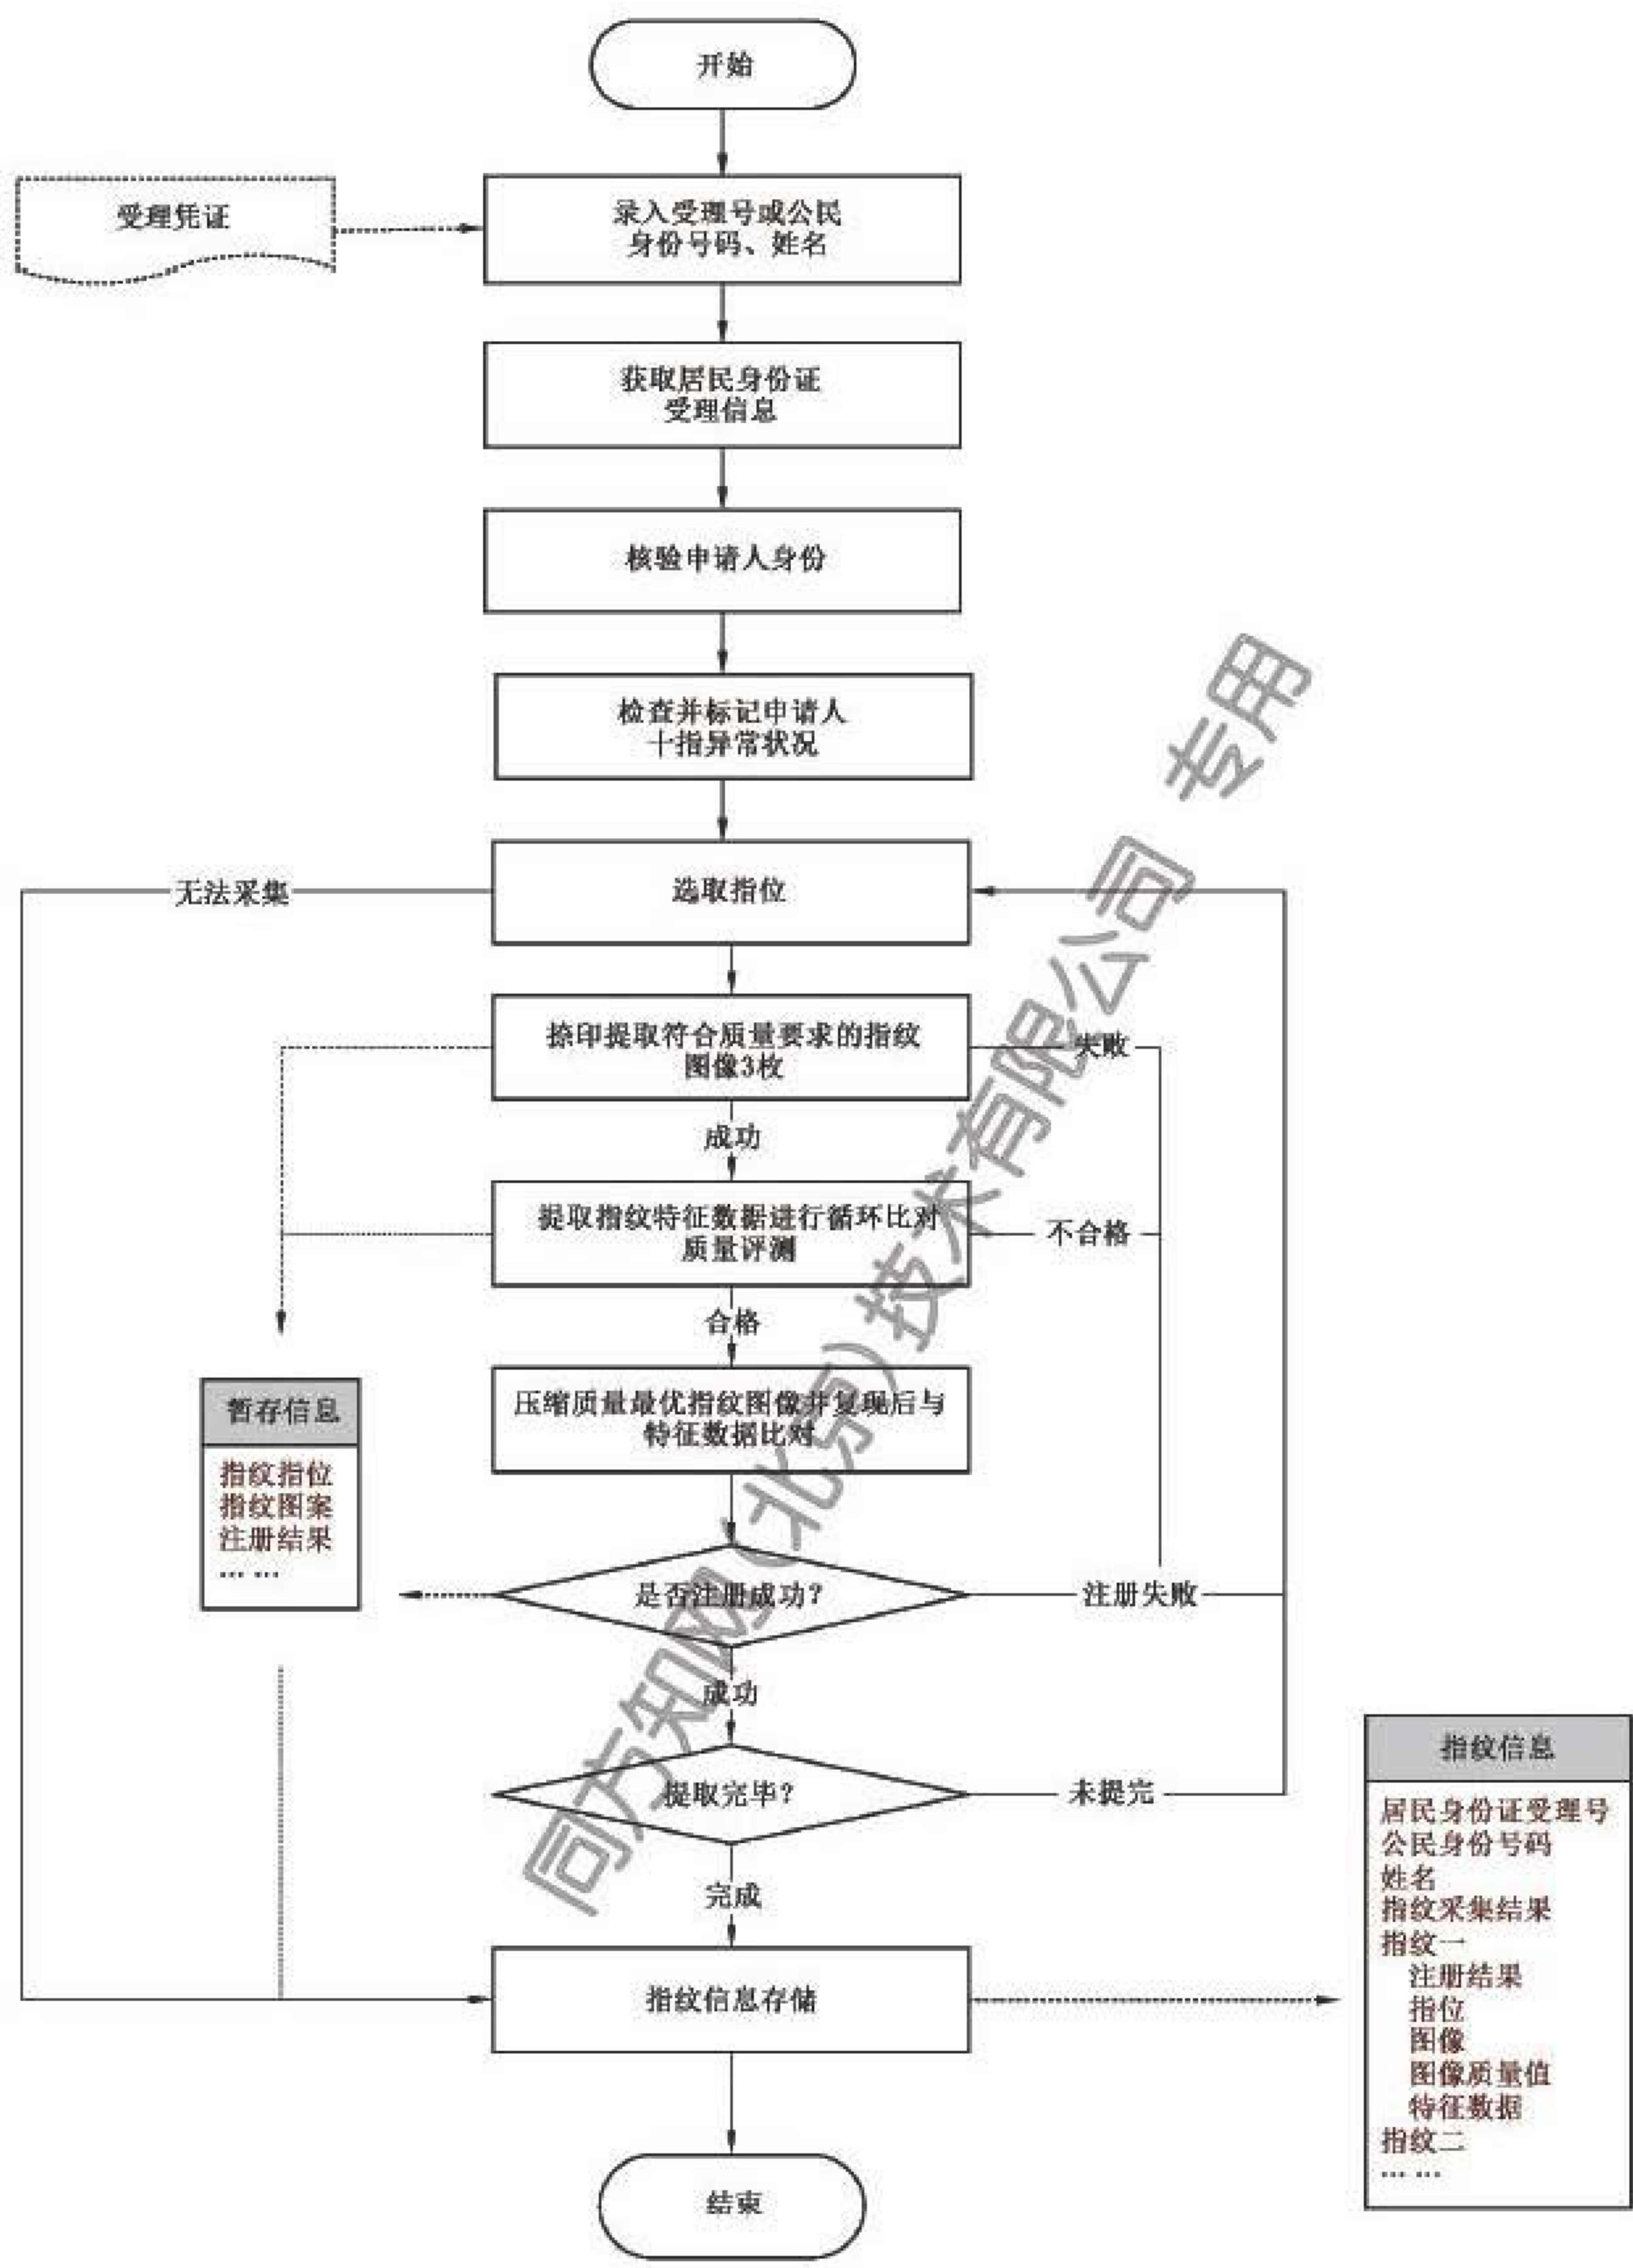 开始
受理凭证
录入受理号或公民
身份号码、姓名
获取居民身份证
受理信息
核验申请人身份
检查并标记申请人
十指异常状况
无法采集
选取指位
捺印提取符合质量要求的指纹
图像3枚
失败
成功
提取指纹特征数据进行循环比对
质量评测
不合格
合格
压缩质量最优指纹图像并复现后与
特征数据比对
暂存信息
指纹指位
指纹图案
注册结果
… …
是否注册成功?
注册失败
成功
提取完毕?
未提完
完成
指纹信息存储
指纹信息
居民身份证受理号
公民身份号码
姓名
指纹采集结果
指纹一
注册结果
指位
图像
图像质量值
特征数据
指纹二
… …
结束
同方知网(北京)技术有限公司 专用